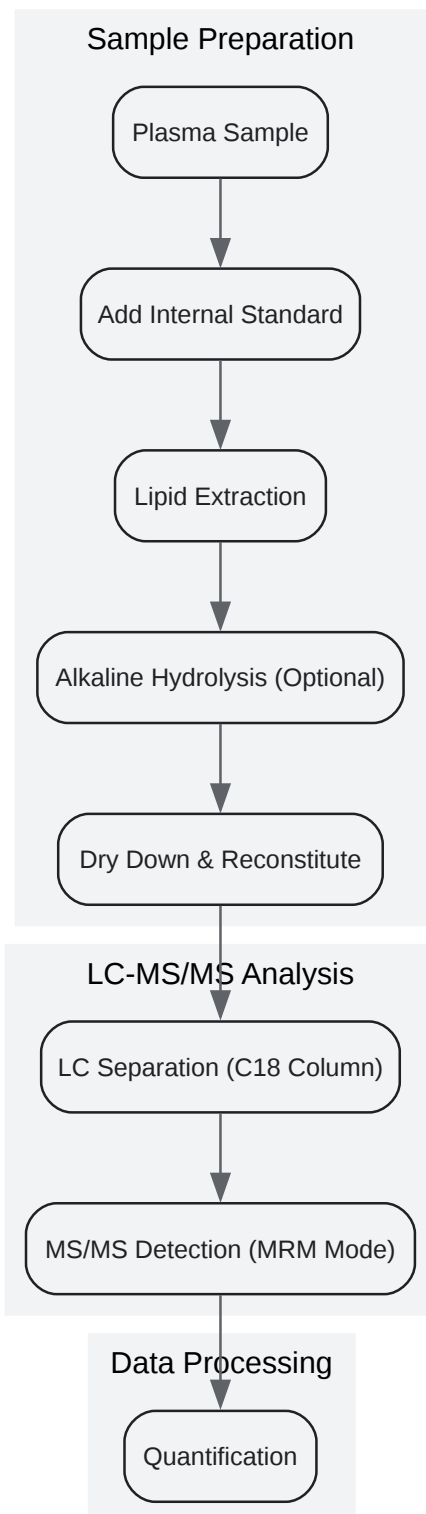 Sample Preparation
Plasma Sample
Add Internal Standard
Lipid Extraction
Alkaline Hydrolysis (Optional)
Dry Down & Reconstitute
LC-MS/MS Analysis
LC Separation (C18 Column)
MS/MS Detection (MRM Mode)
Data Processing
Quantification